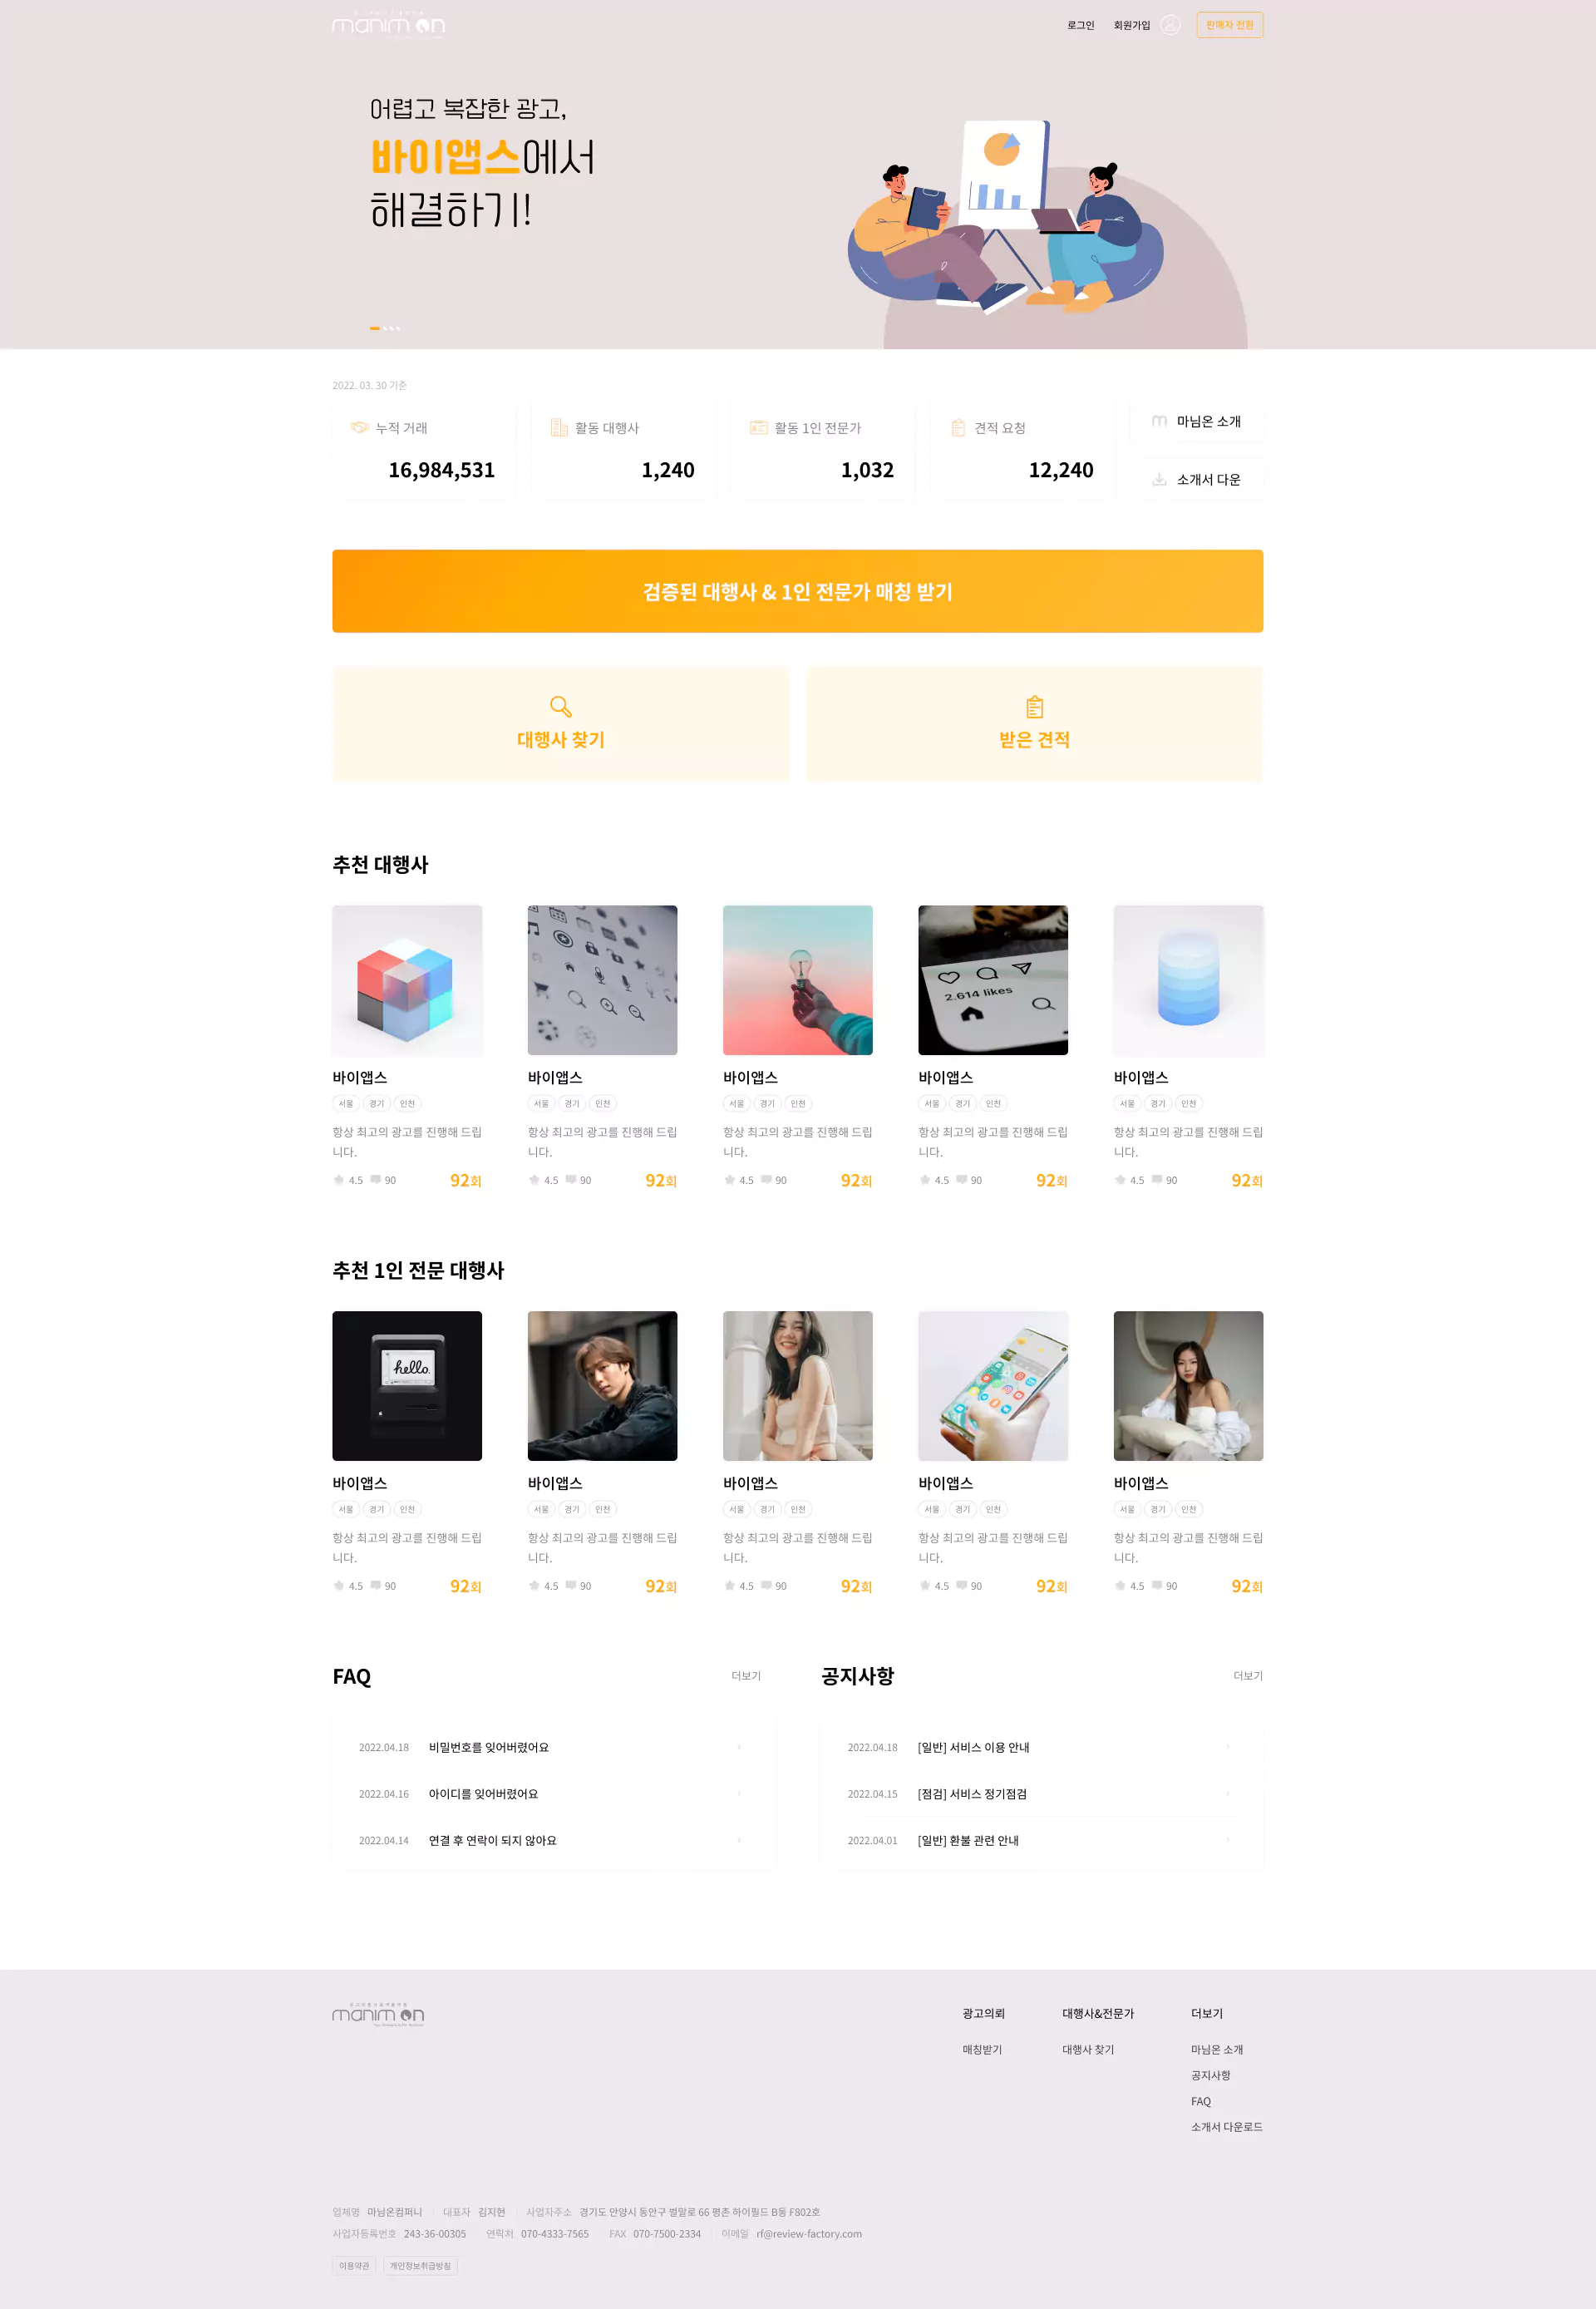 manim on
로그인 회원가입 판매자 전환
어렵고 복잡한 광고,
바이앱스에서
해결하기!
2022. 03. 30 기준
누적 거래
16,984,531
활동 대행사
1,240
활동 1인 전문가
1,032
견적 요청
12,240
마님온 소개
소개서 다운
검증된 대행사 & 1인 전문가 매칭 받기
대행사 찾기
받은 견적
추천 대행사
2.614 likes
바이앱스
서울 경기 인천
항상 최고의 광고를 진행해 드립
니다.
4.5 90 92회
바이앱스
서울 경기 인천
항상 최고의 광고를 진행해 드립
니다.
4.5 90 92회
바이앱스
서울 경기 인천
항상 최고의 광고를 진행해 드립
니다.
4.5 90 92회
바이앱스
서울 경기 인천
항상 최고의 광고를 진행해 드립
니다.
4.5 90 92회
바이앱스
서울 경기 인천
항상 최고의 광고를 진행해 드립
니다.
4.5 90 92회
추천 1인 전문 대행사
hello.
바이앱스
서울 경기 인천
항상 최고의 광고를 진행해 드립
니다.
4.5 90 92회
바이앱스
서울 경기 인천
항상 최고의 광고를 진행해 드립
니다.
4.5 90 92회
바이앱스
서울 경기 인천
항상 최고의 광고를 진행해 드립
니다.
4.5 90 92회
바이앱스
서울 경기 인천
항상 최고의 광고를 진행해 드립
니다.
4.5 90 92회
바이앱스
서울 경기 인천
항상 최고의 광고를 진행해 드립
니다.
4.5 90 92회
FAQ 더보기
2022.04.18 비밀번호를 잊어버렸어요
2022.04.16 아이디를 잊어버렸어요
2022.04.14 연결 후 연락이 되지 않아요
공지사항 더보기
2022.04.18 [일반] 서비스 이용 안내
2022.04.15 [점검] 서비스 정기점검
2022.04.01 [일반] 환불 관련 안내
manim on
광고의뢰
매칭받기
대행사&전문가
대행사 찾기
더보기
마님온 소개
공지사항
FAQ
소개서 다운로드
업체명 마님온컴퍼니 대표자 김지현 사업자주소 경기도 안양시 동안구 벌말로 66 평촌 하이필드 B동 F802호
사업자등록번호 243-36-00305 연락처 070-4333-7565 FAX 070-7500-2334 이메일 rf@review-factory.com
이용약관 개인정보취급방침